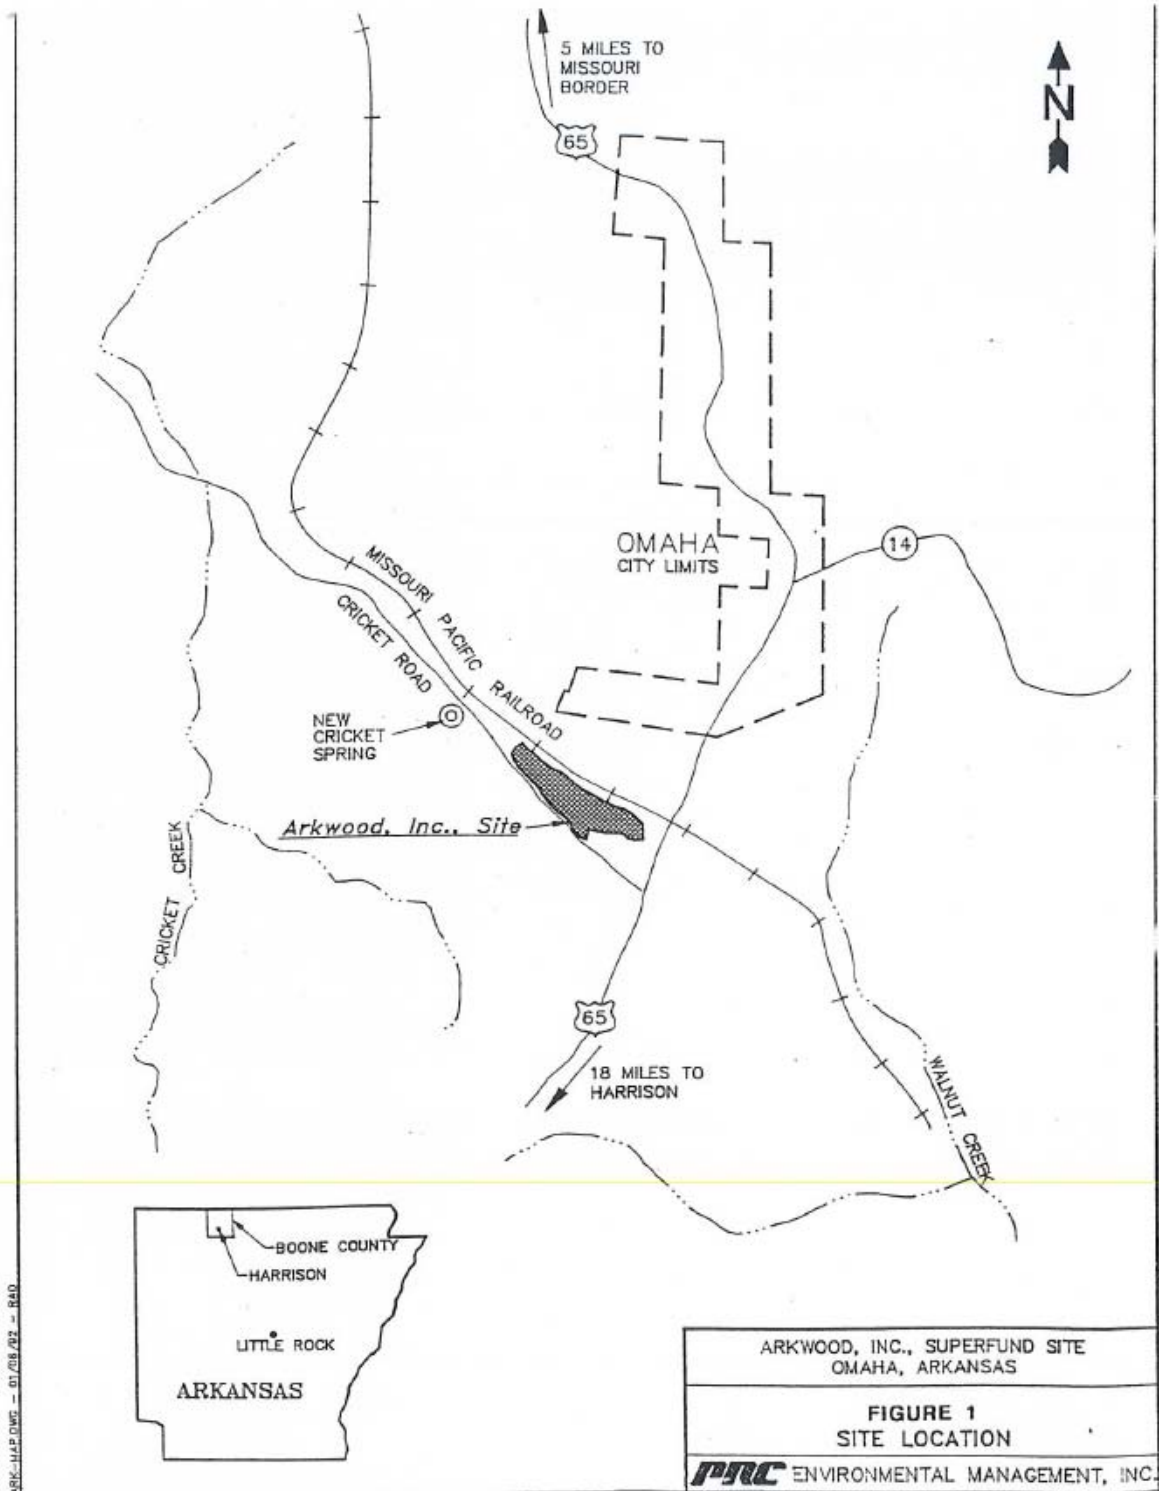 5 MILES TO
MISSOURI
BORDER
N
65
OMAHA
CITY LIMITS
14
MISSOURI PACIFIC RAILROAD
CRICKET ROAD
NEW
CRICKET
SPRING
Arkwood, Inc., Site
CRICKET CREEK
65
18 MILES TO
HARRISON
WALNUT CREEK
BOONE COUNTY
HARRISON
LITTLE ROCK
ARKANSAS
ARKWOOD, INC., SUPERFUND SITE
OMAHA, ARKANSAS
FIGURE 1
SITE LOCATION
PRC ENVIRONMENTAL MANAGEMENT, INC.